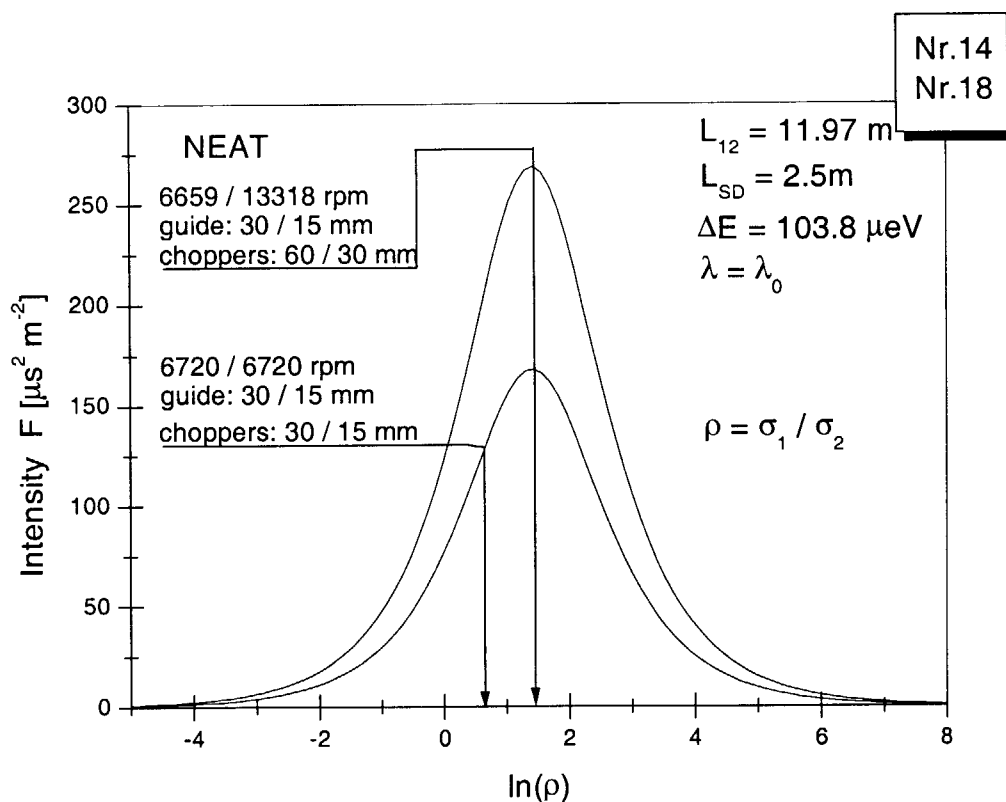 Nr.14
Nr.18
NEAT
6659 / 13318 rpm
guide: 30 / 15 mm
choppers: 60 / 30 mm
6720 / 6720 rpm
guide: 30 / 15 mm
choppers: 30 / 15 mm
L₁₂ = 11.97 m
L_SD = 2.5m
ΔE = 103.8 μeV
λ = λ₀
ρ = σ₁ / σ₂
Intensity F [μs² m⁻²]
300
250
200
150
100
50
0
-4 -2 0 2 4 6 8
ln(ρ)